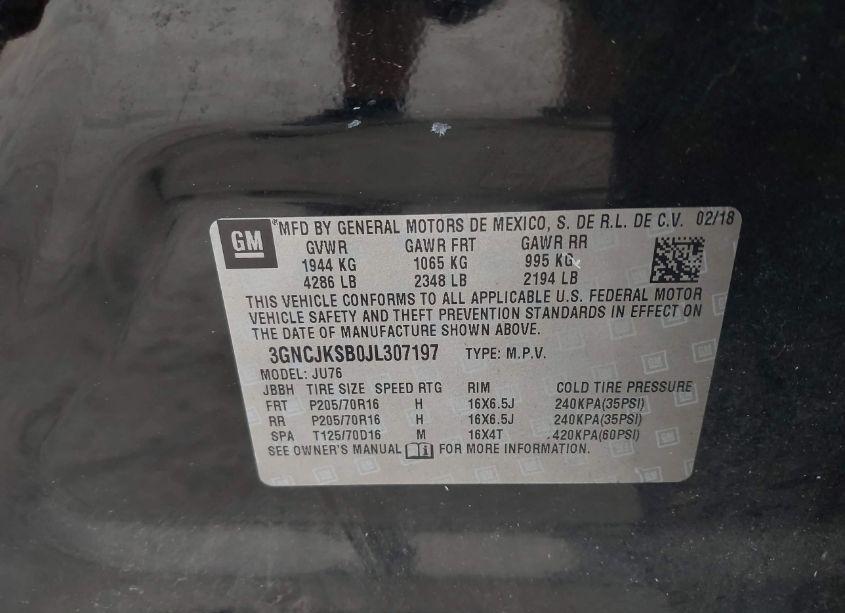 GM ®MFD BY GENERAL MOTORS DE MEXICO, S. DE R.L. DE C.V. 02/18
GVWR GAWR FRT GAWR RR
1944 KG 1065 KG 995 KG
4286 LB 2348 LB 2194 LB
THIS VEHICLE CONFORMS TO ALL APPLICABLE U.S. FEDERAL MOTOR
VEHICLE SAFETY AND THEFT PREVENTION STANDARDS IN EFFECT ON
THE DATE OF MANUFACTURE SHOWN ABOVE.
3GNCJKSB0JL307197 TYPE: M.P.V.
MODEL: JU76
JBBH TIRE SIZE SPEED RTG RIM COLD TIRE PRESSURE
FRT P205/70R16 H 16X6.5J 240KPA(35PSI)
RR P205/70R16 H 16X6.5J 240KPA(35PSI)
SPA T125/70D16 M 16X4T 420KPA(60PSI)
SEE OWNER'S MANUAL FOR MORE INFORMATION.